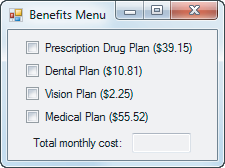 Benefits Menu
Prescription Drug Plan ($39.15)
Dental Plan ($10.81)
Vision Plan ($2.25)
Medical Plan ($55.52)
Total monthly cost: